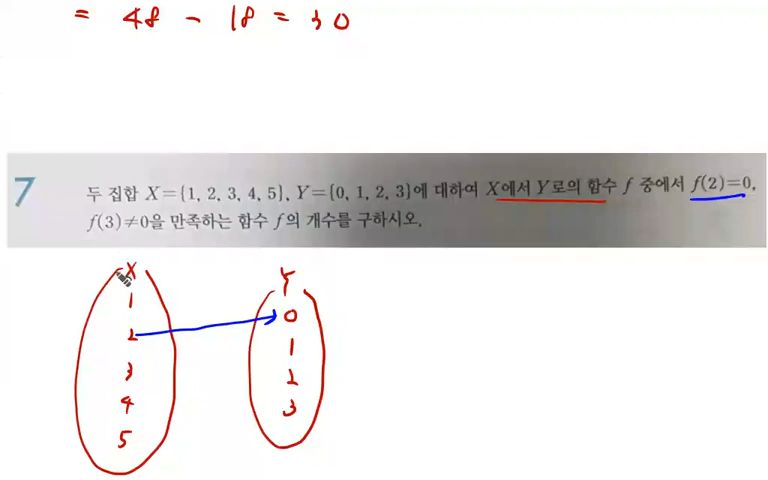 = 48 - 18 = 30
7
두 집합 X={1, 2, 3, 4, 5}, Y={0, 1, 2, 3}에 대하여 X에서 Y로의 함수 f 중에서 f(2)=0,
f(3)≠0을 만족하는 함수 f의 개수를 구하시오.
X Y
1
2 0
3 1
4 2
5 3